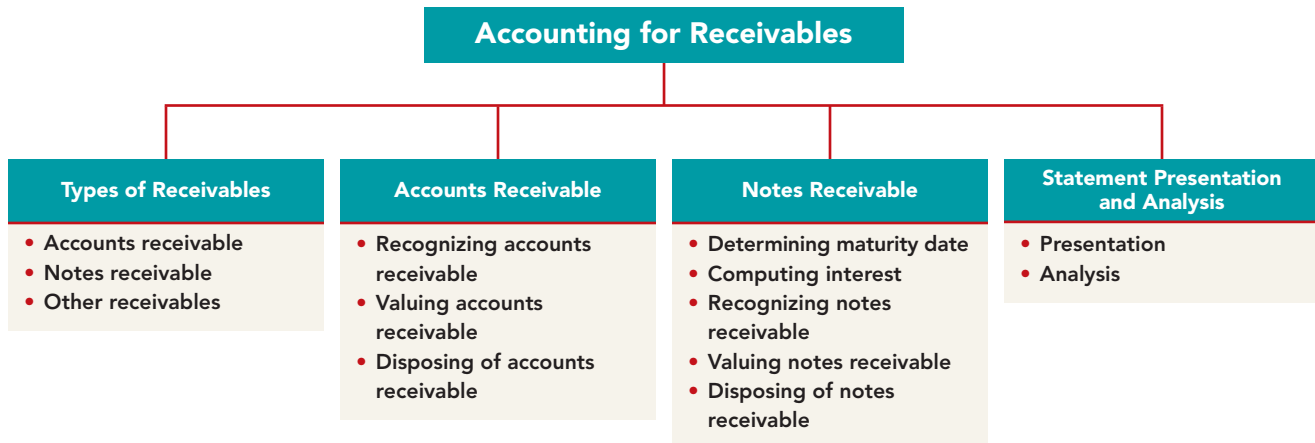 Accounting for Receivables
Types of Receivables
• Accounts receivable
• Notes receivable
• Other receivables
Accounts Receivable
• Recognizing accounts
receivable
• Valuing accounts
receivable
• Disposing of accounts
receivable
Notes Receivable
• Determining maturity date
• Computing interest
• Recognizing notes
receivable
• Valuing notes receivable
• Disposing of notes
receivable
Statement Presentation
and Analysis
• Presentation
• Analysis